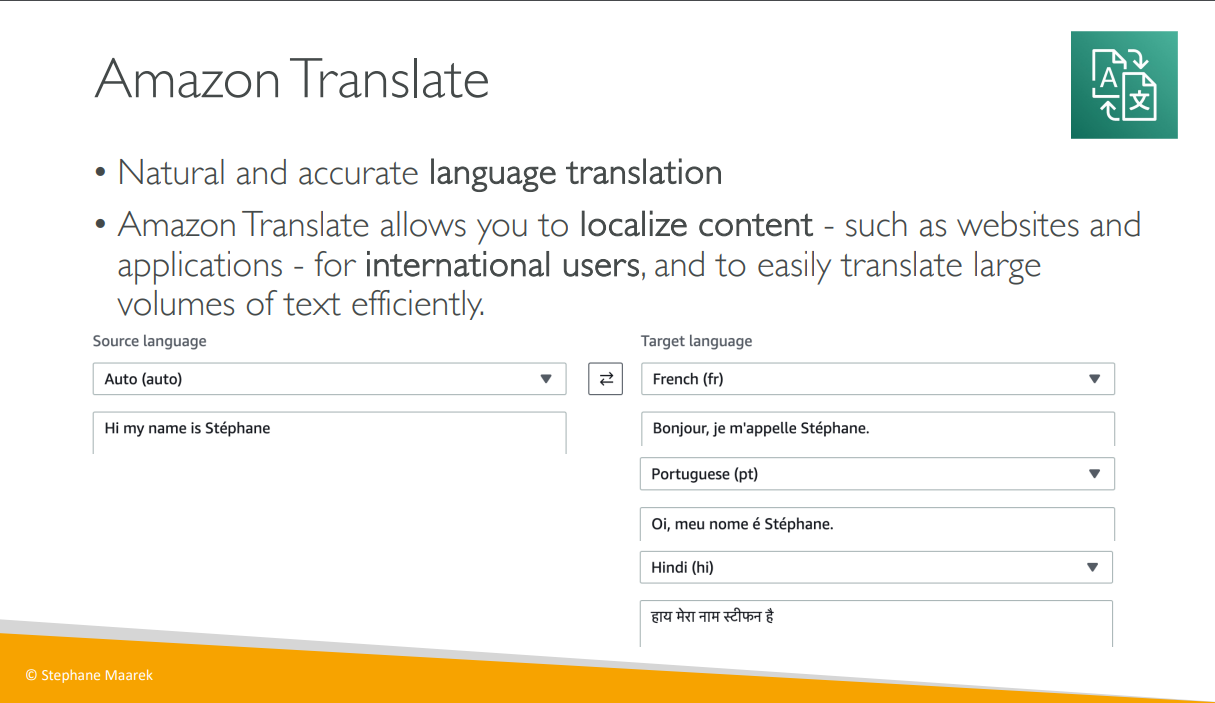 Amazon Translate
A
文
• Natural and accurate language translation
• Amazon Translate allows you to localize content - such as websites and
applications - for international users, and to easily translate large
volumes of text efficiently.
Source language
Auto (auto)
Hi my name is Stéphane
Target language
French (fr)
Bonjour, je m'appelle Stéphane.
Portuguese (pt)
Oi, meu nome é Stéphane.
Hindi (hi)
हाय मेरा नाम स्टीफन है
© Stephane Maarek